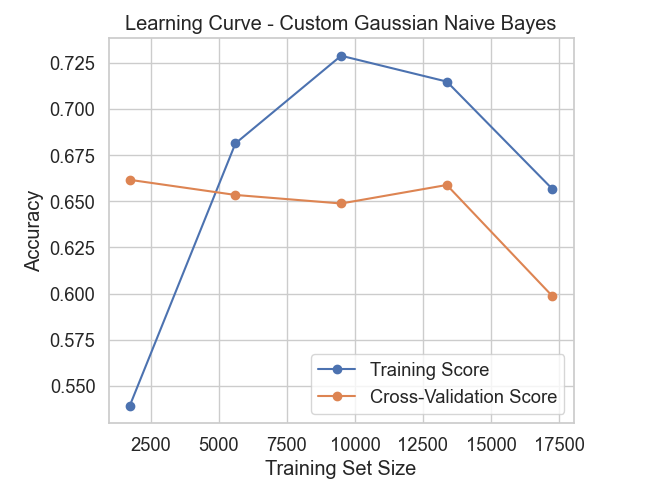 Learning Curve - Custom Gaussian Naive Bayes
0.725
0.700
0.675
0.650
0.625
0.600
0.575
0.550
Accuracy
Training Score
Cross-Validation Score
2500 5000 7500 10000 12500 15000 17500
Training Set Size